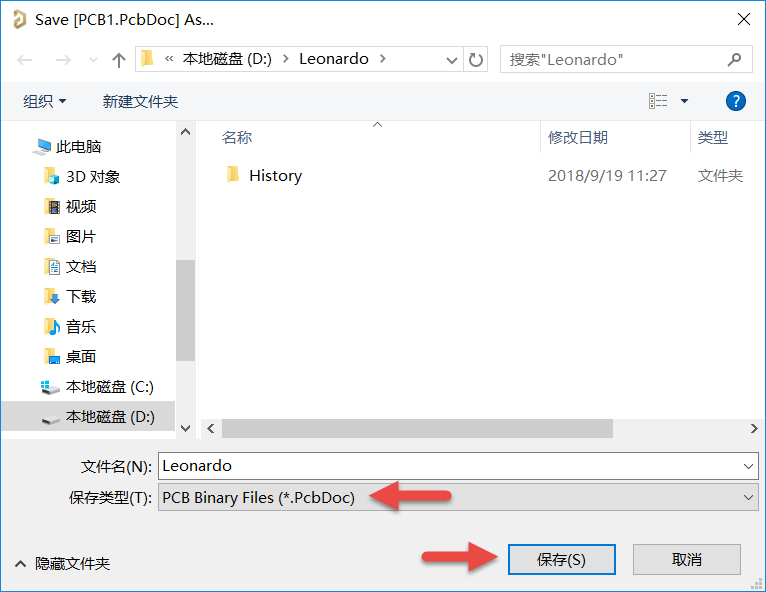 Save [PCB1.PcbDoc] As...
« 本地磁盘 (D:) › Leonardo ›
搜索"Leonardo"
组织
新建文件夹
?
名称
修改日期
类型
History
2018/9/19 11:27
文件夹
此电脑
3D 对象
视频
图片
文档
下载
音乐
桌面
本地磁盘 (C:)
本地磁盘 (D:)
文件名(N): Leonardo
保存类型(T): PCB Binary Files (*.PcbDoc)
隐藏文件夹
保存(S)
取消